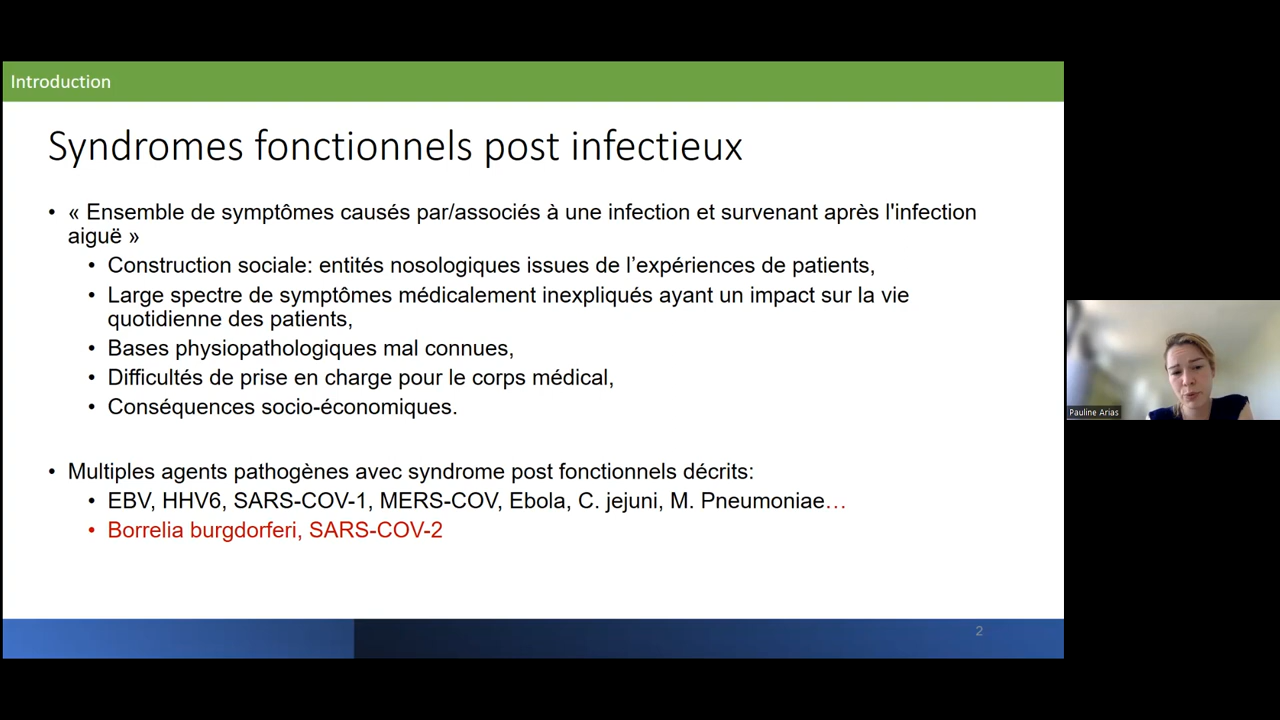 Introduction
Syndromes fonctionnels post infectieux
• « Ensemble de symptômes causés par/associés à une infection et survenant après l'infection
aiguë »
• Construction sociale: entités nosologiques issues de l’expériences de patients,
• Large spectre de symptômes médicalement inexpliqués ayant un impact sur la vie
quotidienne des patients,
• Bases physiopathologiques mal connues,
• Difficultés de prise en charge pour le corps médical,
• Conséquences socio-économiques.
• Multiples agents pathogènes avec syndrome post fonctionnels décrits:
• EBV, HHV6, SARS-COV-1, MERS-COV, Ebola, C. jejuni, M. Pneumoniae…
• Borrelia burgdorferi, SARS-COV-2
2
Pauline Arias